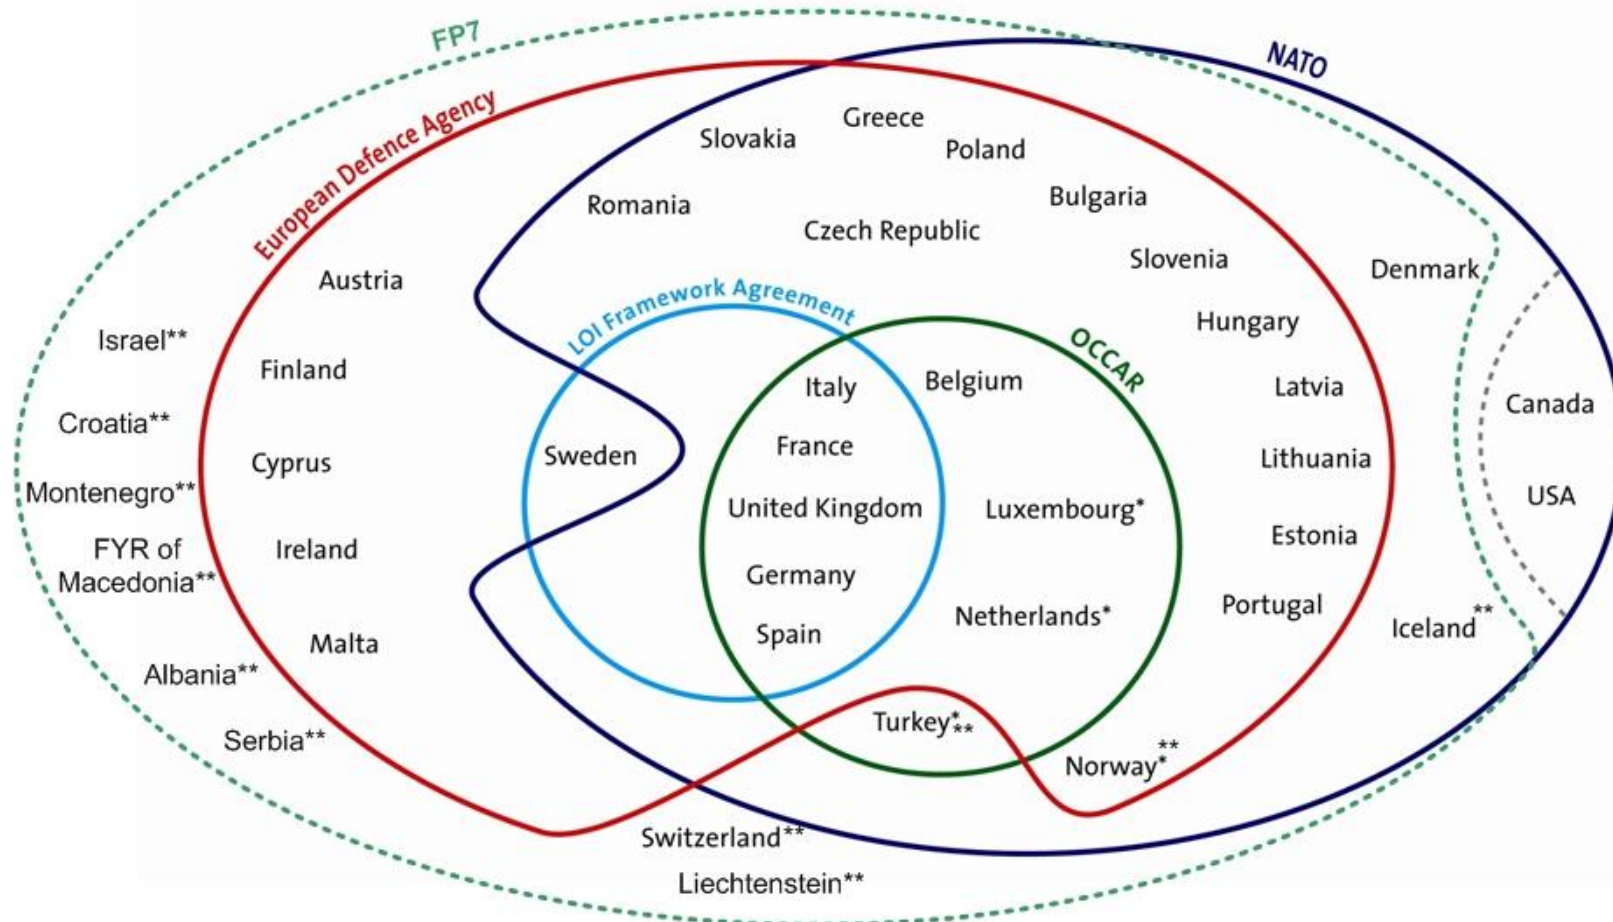 FP7
NATO
European Defence Agency
Greece
Slovakia
Poland
Romania
Bulgaria
Czech Republic
Slovenia
Denmark
Austria
LOI Framework Agreement
Hungary
OCCAR
Israel**
Finland
Italy
Belgium
Latvia
Canada
Croatia**
France
Sweden
Cyprus
Lithuania
Montenegro**
USA
United Kingdom
Luxembourg*
FYR of
Macedonia**
Ireland
Estonia
Germany
Netherlands*
Portugal
Iceland**
Spain
Malta
Albania**
Turkey*
**
Serbia**
**
Norway*
Switzerland**
Liechtenstein**